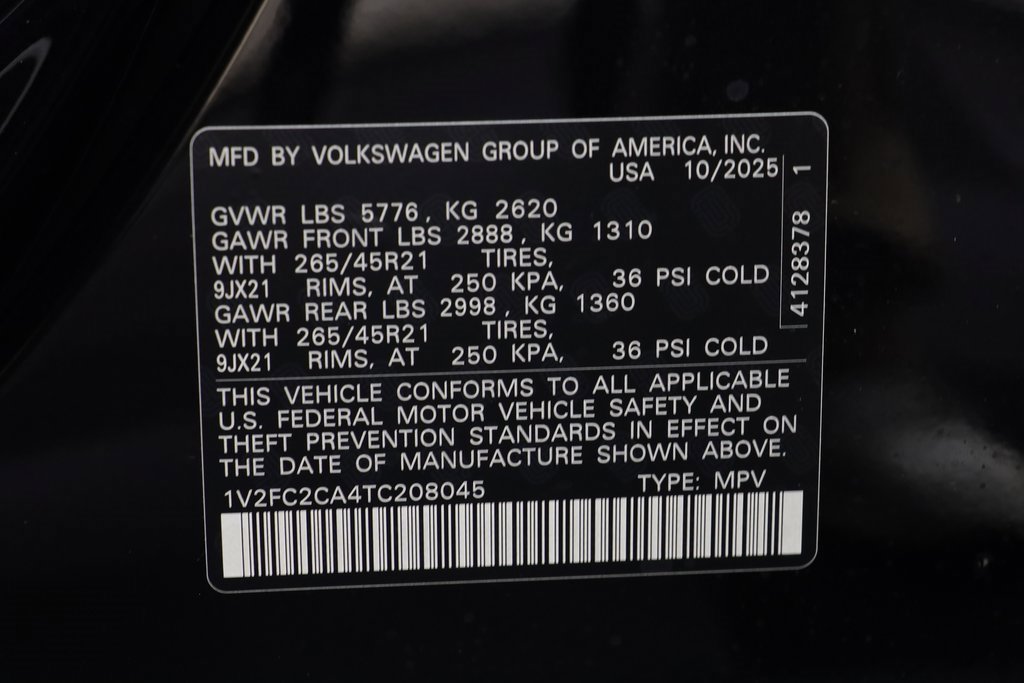 MFD BY VOLKSWAGEN GROUP OF AMERICA, INC.
USA 10/2025
GVWR LBS 5776, KG 2620
GAWR FRONT LBS 2888, KG 1310
WITH 265/45R21 TIRES,
9JX21 RIMS, AT 250 KPA, 36 PSI COLD
GAWR REAR LBS 2998, KG 1360
WITH 265/45R21 TIRES,
9JX21 RIMS, AT 250 KPA, 36 PSI COLD
THIS VEHICLE CONFORMS TO ALL APPLICABLE
U.S. FEDERAL MOTOR VEHICLE SAFETY AND
THEFT PREVENTION STANDARDS IN EFFECT ON
THE DATE OF MANUFACTURE SHOWN ABOVE.
1V2FC2CA4TC208045 TYPE: MPV
4128378 1